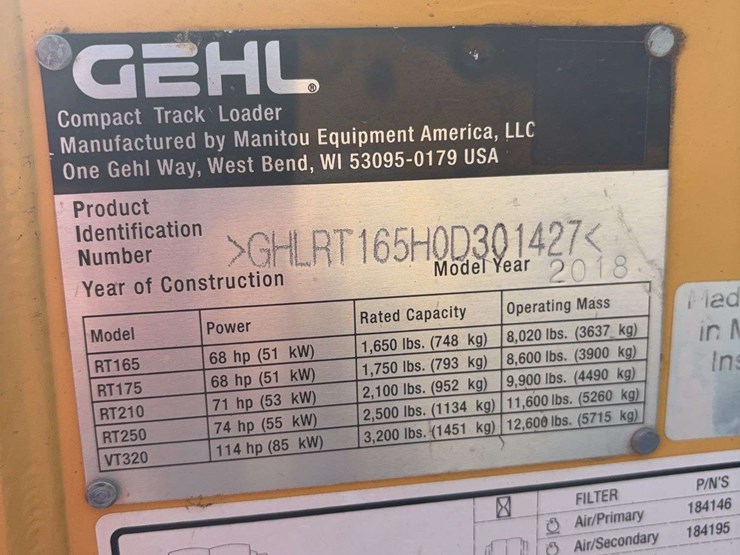 GEHL®
Compact Track Loader
Manufactured by Manitou Equipment America, LLC
One Gehl Way, West Bend, WI 53095-0179 USA
Product
Identification
Number >GHLRT165H0D301427<
Year of Construction Model Year 2018
Model Power Rated Capacity Operating Mass
RT165 68 hp (51 kW) 1,650 lbs. (748 kg) 8,020 lbs. (3637 kg)
RT175 68 hp (51 kW) 1,750 lbs. (793 kg) 8,600 lbs. (3900 kg)
RT210 71 hp (53 kW) 2,100 lbs. (952 kg) 9,900 lbs. (4490 kg)
RT250 74 hp (55 kW) 2,500 lbs. (1134 kg) 11,600 lbs. (5260 kg)
VT320 114 hp (85 kW) 3,200 lbs. (1451 kg) 12,600 lbs. (5715 kg)
in
FILTER P/N'S
Air/Primary 184146
Air/Secondary 184195